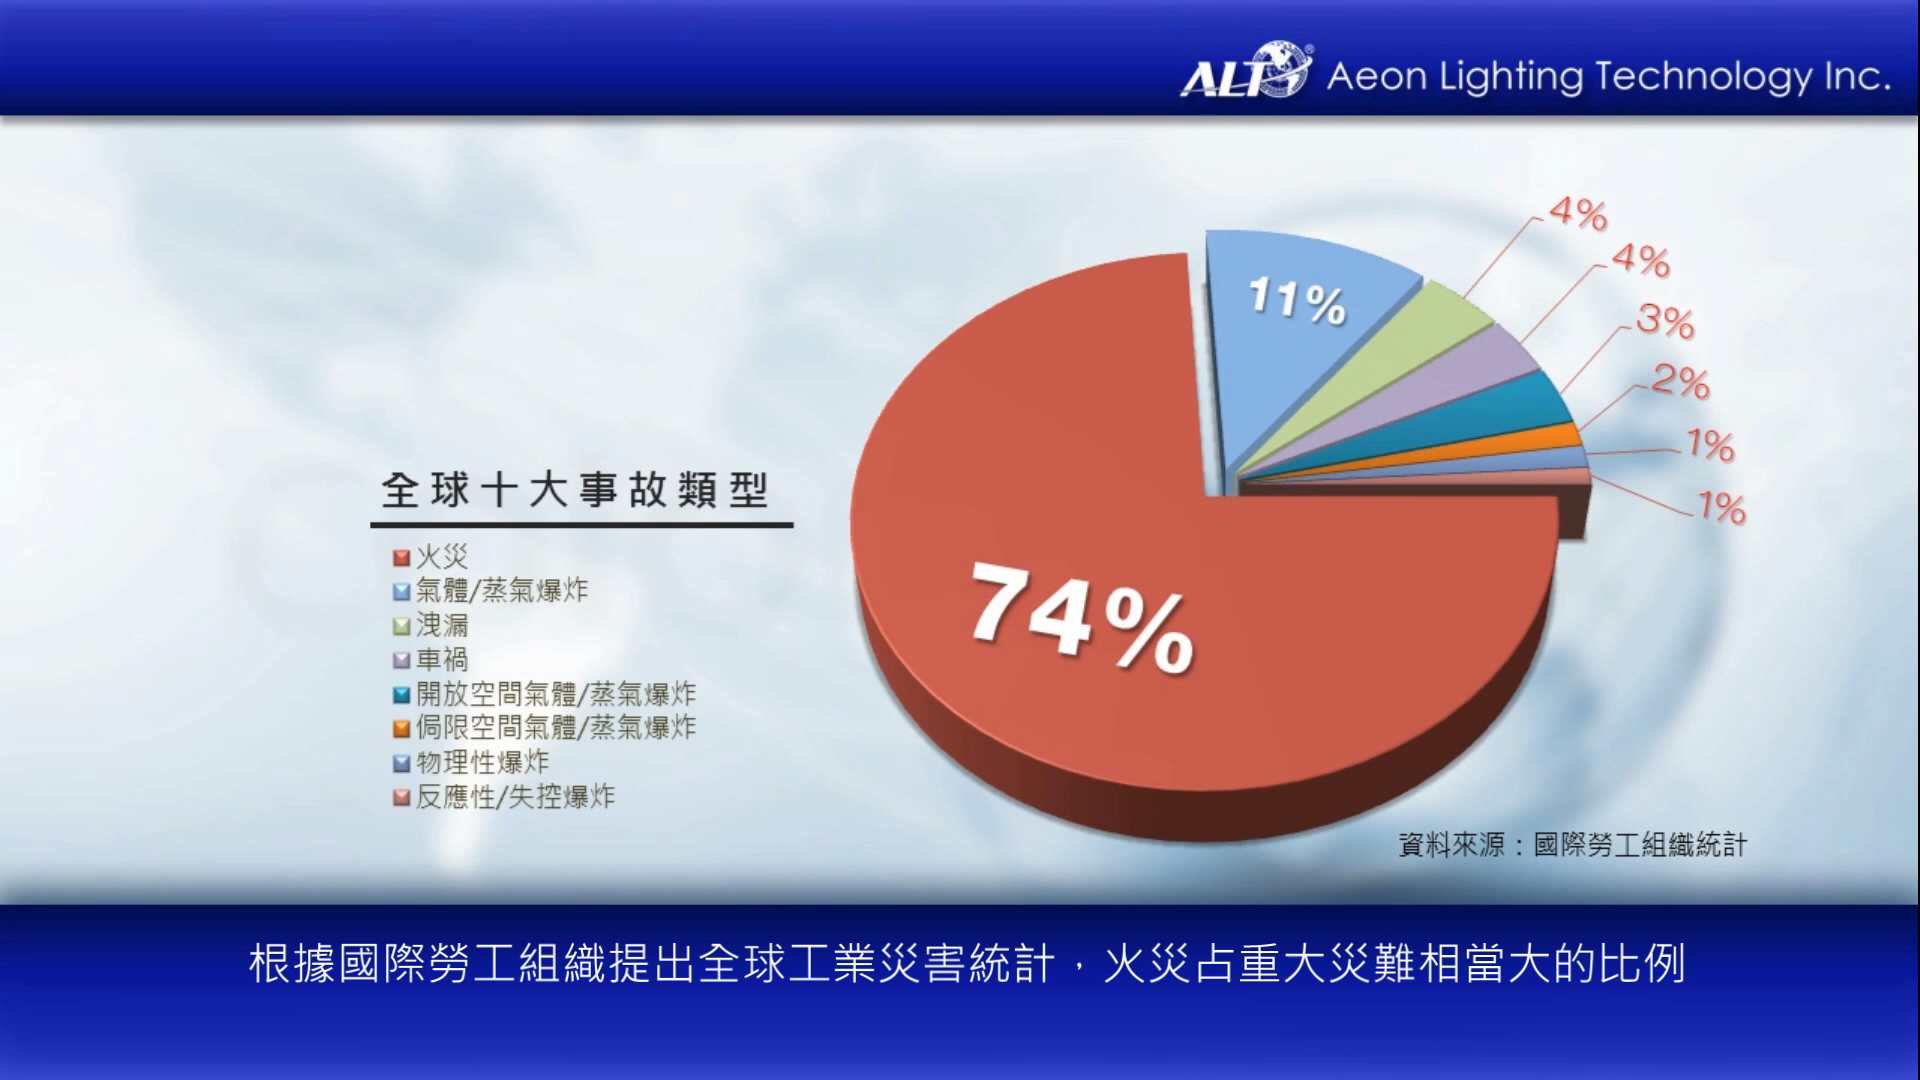 ALT® Aeon Lighting Technology Inc.
4%
4%
11%
3%
2%
1%
1%
74%
全球十大事故類型
火災
氣體/蒸氣爆炸
洩漏
車禍
開放空間氣體/蒸氣爆炸
侷限空間氣體/蒸氣爆炸
物理性爆炸
反應性/失控爆炸
資料來源：國際勞工組織統計
根據國際勞工組織提出全球工業災害統計，火災占重大災難相當大的比例